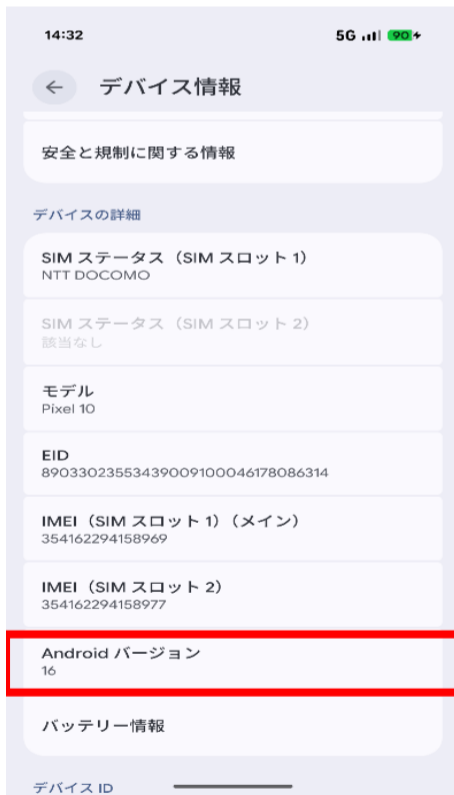 14:32
5G 90
デバイス情報
安全と規制に関する情報
デバイスの詳細
SIM ステータス（SIM スロット 1）
NTT DOCOMO
SIM ステータス（SIM スロット 2）
該当なし
モデル
Pixel 10
EID
89033023553439009100046178086314
IMEI（SIM スロット 1）（メイン）
354162294158969
IMEI（SIM スロット 2）
354162294158977
Android バージョン
16
バッテリー情報
デバイス ID